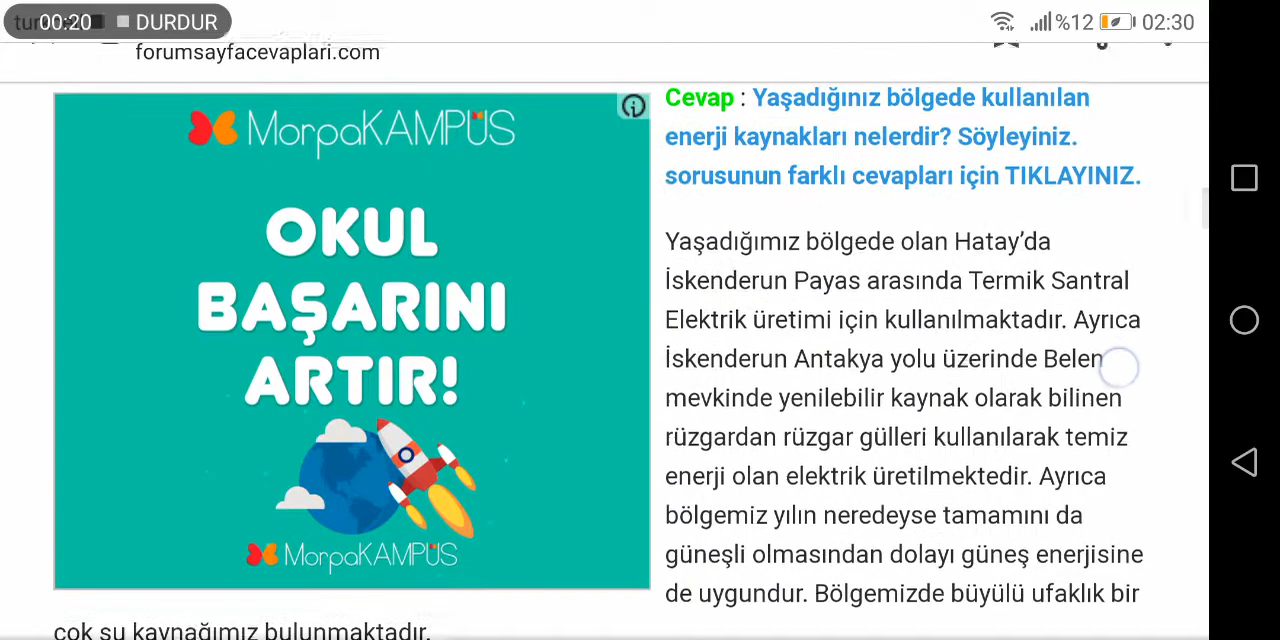 00:20 DURDUR %12 02:30
forumsayfacevaplari.com
MorpaKAMPÜS
OKUL
BAŞARINI
ARTIR!
MorpaKAMPÜS
Cevap : Yaşadığınız bölgede kullanılan
enerji kaynakları nelerdir? Söyleyiniz.
sorusunun farklı cevapları için TIKLAYINIZ.
Yaşadığımız bölgede olan Hatay’da
İskenderun Payas arasında Termik Santral
Elektrik üretimi için kullanılmaktadır. Ayrıca
İskenderun Antakya yolu üzerinde Belen
mevkinde yenilebilir kaynak olarak bilinen
rüzgardan rüzgar gülleri kullanılarak temiz
enerji olan elektrik üretilmektedir. Ayrıca
bölgemiz yılın neredeyse tamamını da
güneşli olmasından dolayı güneş enerjisine
de uygundur. Bölgemizde büyülü ufaklık bir
çok su kaynağımız bulunmaktadır.